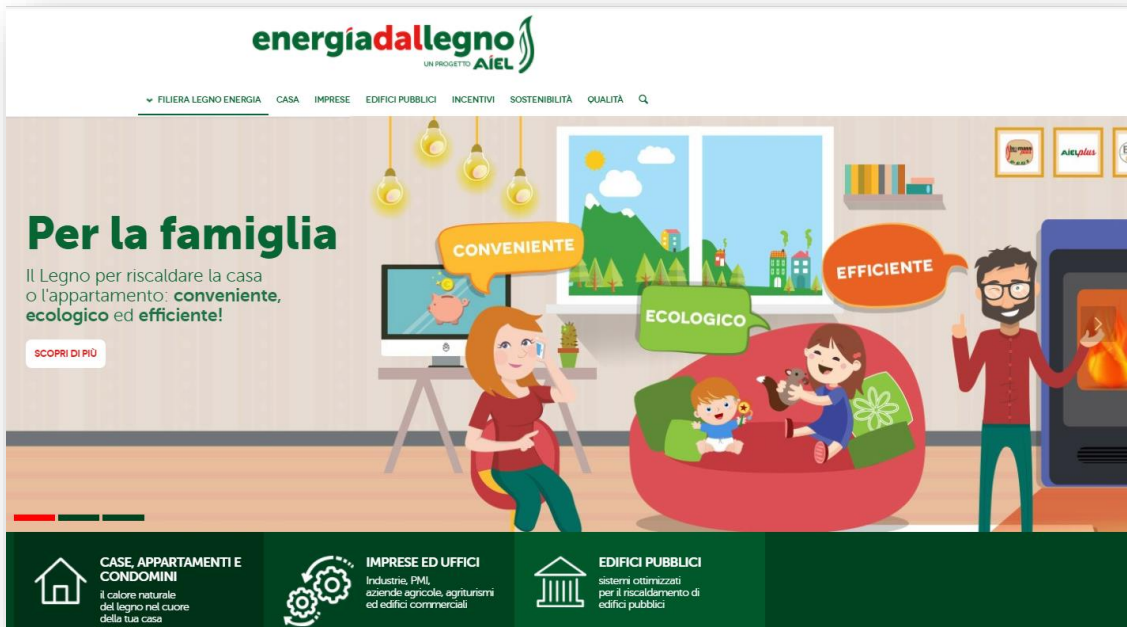 energiadallegno
UN PROGETTO AIEL
FILIERA LEGNO ENERGIA CASA IMPRESE EDIFICI PUBBLICI INCENTIVI SOSTENIBILITÀ QUALITÀ
AIELplus
Per la famiglia
Il Legno per riscaldare la casa
o l'appartamento: conveniente,
ecologico ed efficiente!
SCOPRI DI PIÙ
CONVENIENTE
ECOLOGICO
EFFICIENTE
CASE, APPARTAMENTI E
CONDOMINI
il calore naturale
del legno nel cuore
della tua casa
IMPRESE ED UFFICI
Industrie, PMI,
aziende agricole, agriturismi
ed edifici commerciali
EDIFICI PUBBLICI
sistemi ottimizzati
per il riscaldamento di
edifici pubblici